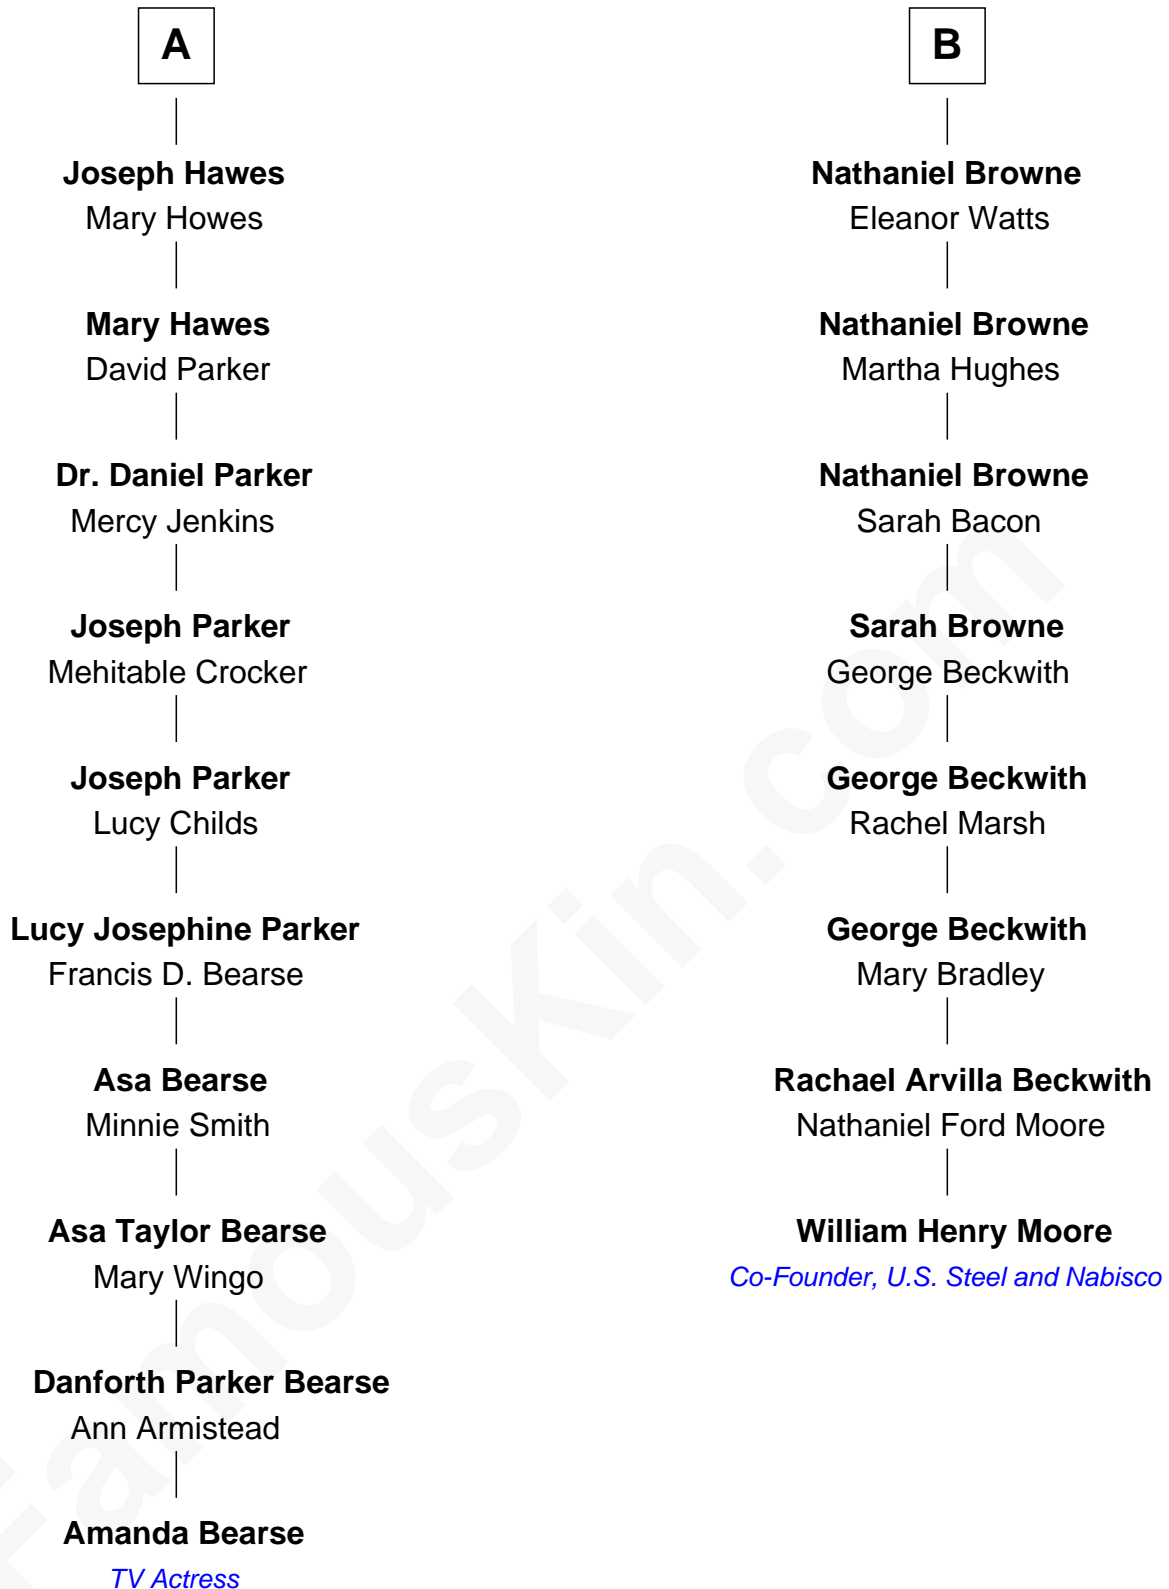 A
Joseph Hawes
Mary Howes
Mary Hawes
David Parker
Dr. Daniel Parker
Mercy Jenkins
Joseph Parker
Mehitable Crocker
Joseph Parker
Lucy Childs
Lucy Josephine Parker
Francis D. Bearse
Asa Bearse
Minnie Smith
Asa Taylor Bearse
Mary Wingo
Danforth Parker Bearse
Ann Armistead
Amanda Bearse
TV Actress
B
Nathaniel Browne
Eleanor Watts
Nathaniel Browne
Martha Hughes
Nathaniel Browne
Sarah Bacon
Sarah Browne
George Beckwith
George Beckwith
Rachel Marsh
George Beckwith
Mary Bradley
Rachael Arvilla Beckwith
Nathaniel Ford Moore
William Henry Moore
Co-Founder, U.S. Steel and Nabisco
FamousKin.com